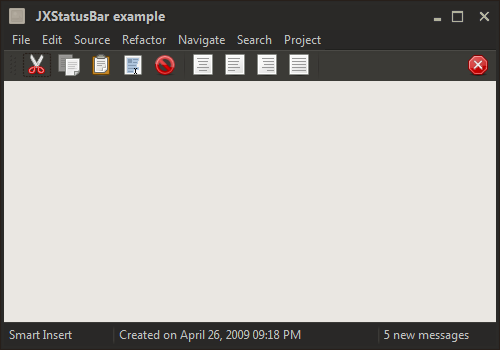 JXStatusBar example
File Edit Source Refactor Navigate Search Project
Smart Insert Created on April 26, 2009 09:18 PM 5 new messages